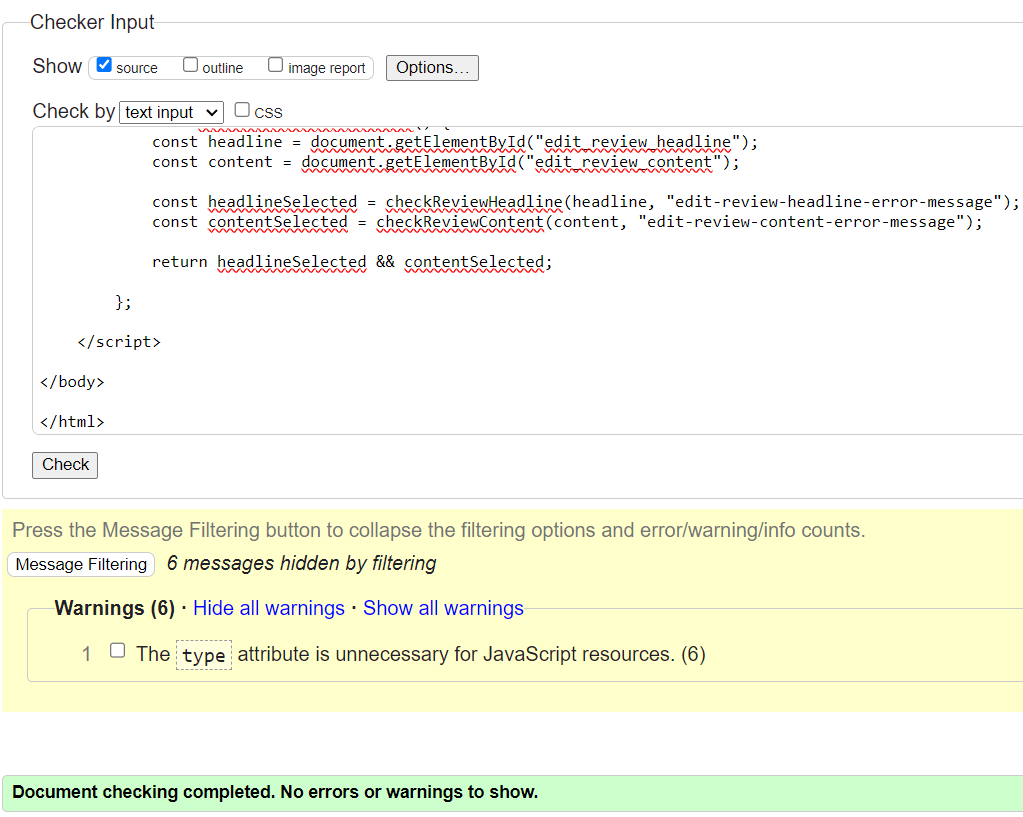 Checker Input
Show source outline image report Options...
Check by text input CSS
() {
const headline = document.getElementById("edit_review_headline");
const content = document.getElementById("edit_review_content");
const headlineSelected = checkReviewHeadline(headline, "edit-review-headline-error-message");
const contentSelected = checkReviewContent(content, "edit-review-content-error-message");
return headlineSelected && contentSelected;
};
</script>
</body>
</html>
Check
Press the Message Filtering button to collapse the filtering options and error/warning/info counts.
Message Filtering 6 messages hidden by filtering
Warnings (6) · Hide all warnings · Show all warnings
1 The type attribute is unnecessary for JavaScript resources. (6)
Document checking completed. No errors or warnings to show.